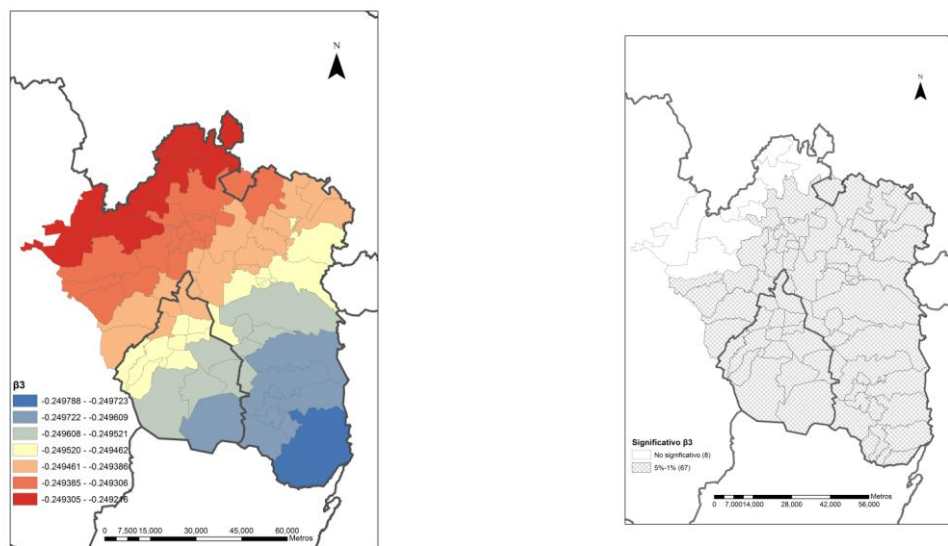 N
β3
-0.249788 - -0.249723
-0.249722 - -0.249609
-0.249608 - -0.249521
-0.249520 - -0.249462
-0.249461 - -0.249386
-0.249385 - -0.249306
-0.249305 - -0.249216
0 7,500 15,000 30,000 45,000 60,000
Metros
N
Significativo β3
No significativo (8)
5%-1% (67)
Metros
0 7,000 14,000 28,000 42,000 56,000